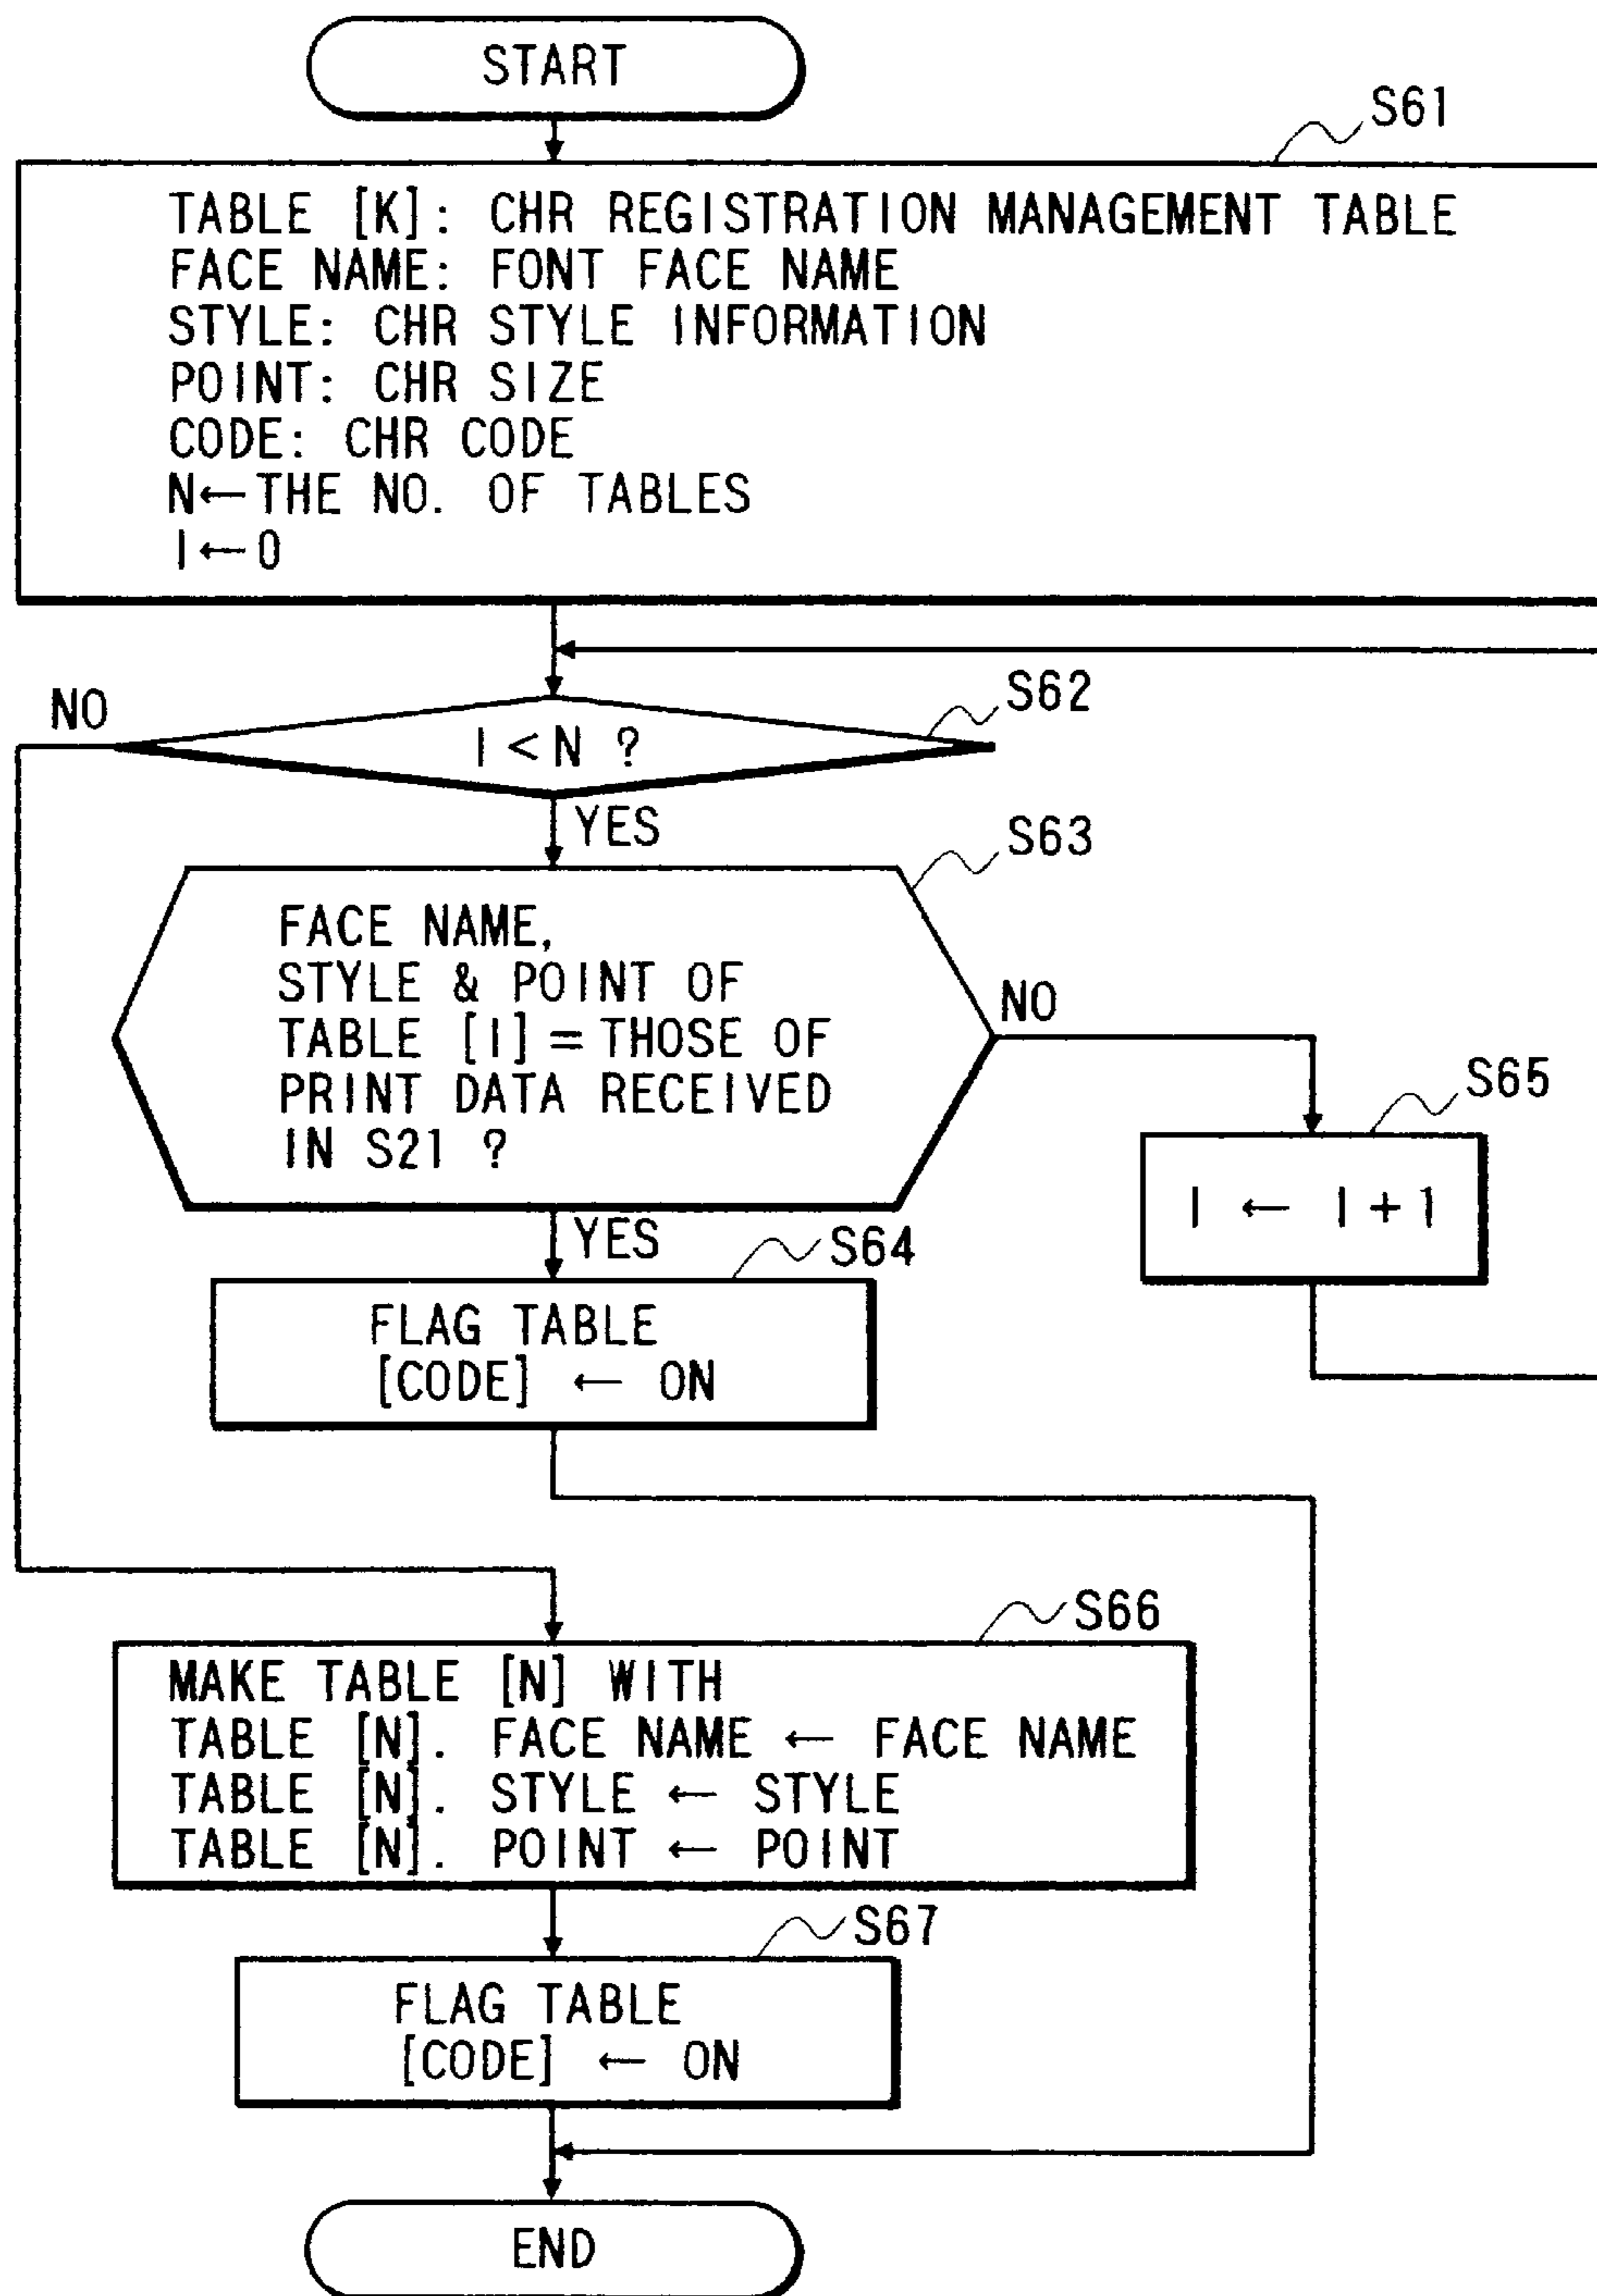 START
S61
TABLE [K]: CHR REGISTRATION MANAGEMENT TABLE
FACE NAME: FONT FACE NAME
STYLE: CHR STYLE INFORMATION
POINT: CHR SIZE
CODE: CHR CODE
N←THE NO. OF TABLES
I←0
S62
NO
I<N ?
YES
S63
FACE NAME,
STYLE & POINT OF
TABLE [I]=THOSE OF
PRINT DATA RECEIVED
IN S21 ?
NO
S65
I ← I+1
YES
S64
FLAG TABLE
[CODE] ← ON
S66
MAKE TABLE [N] WITH
TABLE [N]. FACE NAME ← FACE NAME
TABLE [N]. STYLE ← STYLE
TABLE [N]. POINT ← POINT
S67
FLAG TABLE
[CODE] ← ON
END